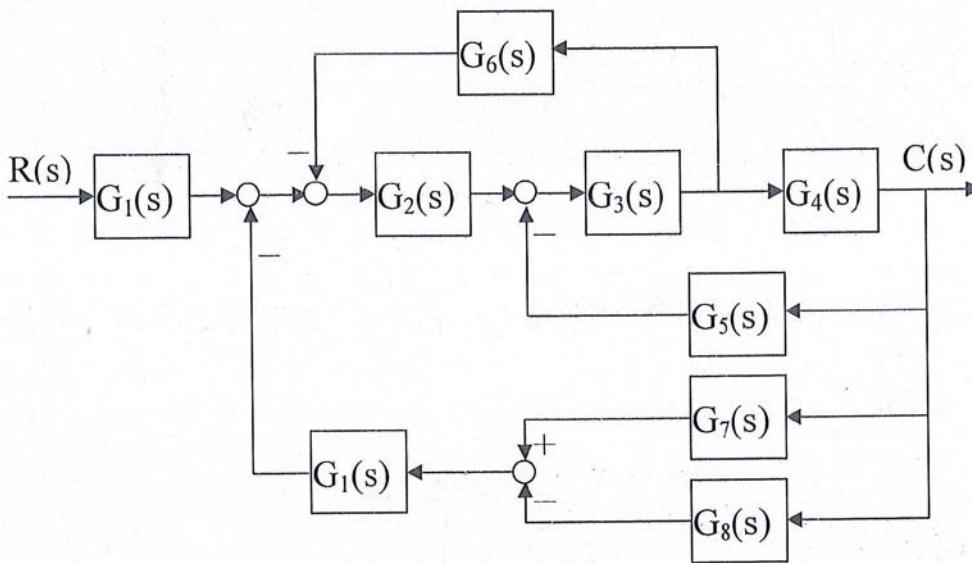 G₆(s)
R(s)
C(s)
G₁(s)
−
G₂(s)
G₃(s)
G₄(s)
−
−
G₅(s)
G₇(s)
+
G₁(s)
−
G₈(s)